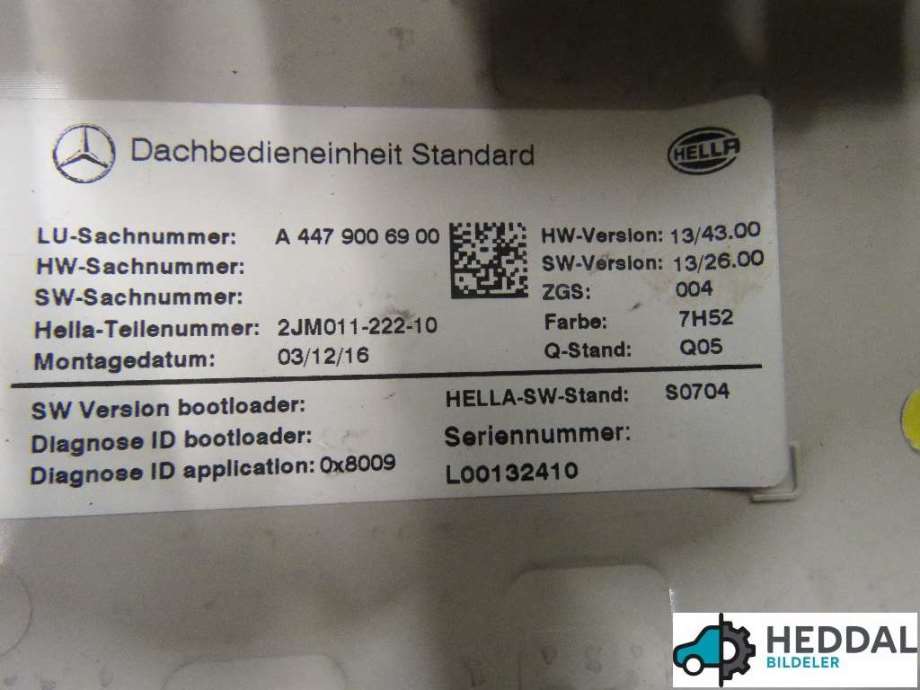 Dachbedieneinheit Standard
HELLA
LU-Sachnummer: A 447 900 69 00
HW-Sachnummer:
SW-Sachnummer:
Hella-Teilenummer: 2JM011-222-10
Montagedatum: 03/12/16
HW-Version: 13/43.00
SW-Version: 13/26.00
ZGS: 004
Farbe: 7H52
Q-Stand: Q05
SW Version bootloader:
Diagnose ID bootloader:
Diagnose ID application: 0x8009
HELLA-SW-Stand: S0704
Seriennummer:
L00132410
HEDDAL
BILDELER